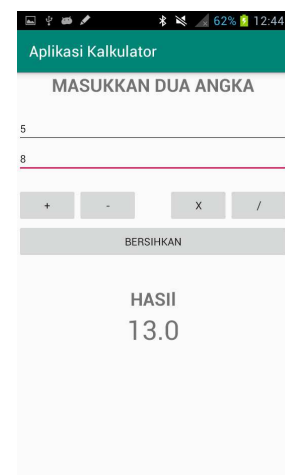 62% 12:44
Aplikasi Kalkulator
MASUKKAN DUA ANGKA
5
8
+ - X /
BERSIHKAN
HASIl
13.0